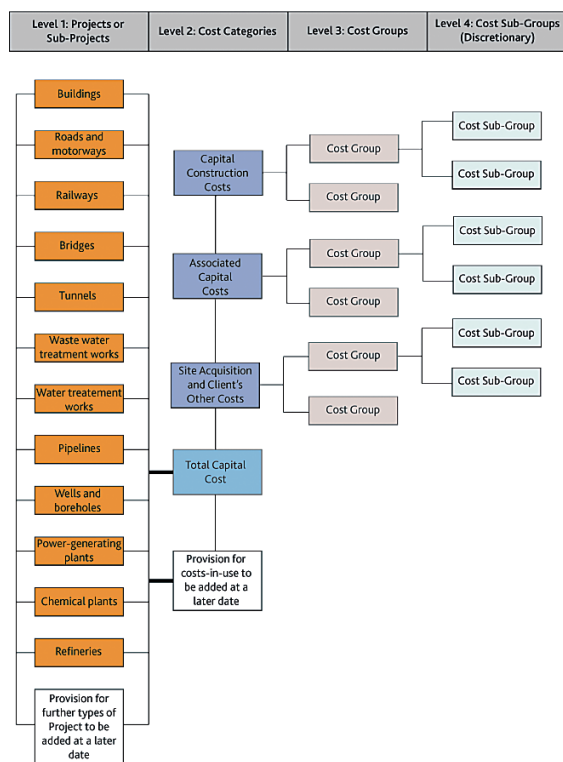 Level 1: Projects or
Sub-Projects
Level 2: Cost Categories
Level 3: Cost Groups
Level 4: Cost Sub-Groups
(Discretionary)
Buildings
Roads and
motorways
Railways
Bridges
Tunnels
Waste water
treatment works
Water treatement
works
Pipelines
Wells and
boreholes
Power-generating
plants
Chemical plants
Refineries
Provision for
further types of
Project to be
added at a later
date
Capital
Construction
Costs
Associated
Capital
Costs
Site Acquisition
and Client's
Other Costs
Total Capital
Cost
Provision for
costs-in-use to
be added at a
later date
Cost Group
Cost Group
Cost Group
Cost Group
Cost Group
Cost Group
Cost Sub-Group
Cost Sub-Group
Cost Sub-Group
Cost Sub-Group
Cost Sub-Group
Cost Sub-Group